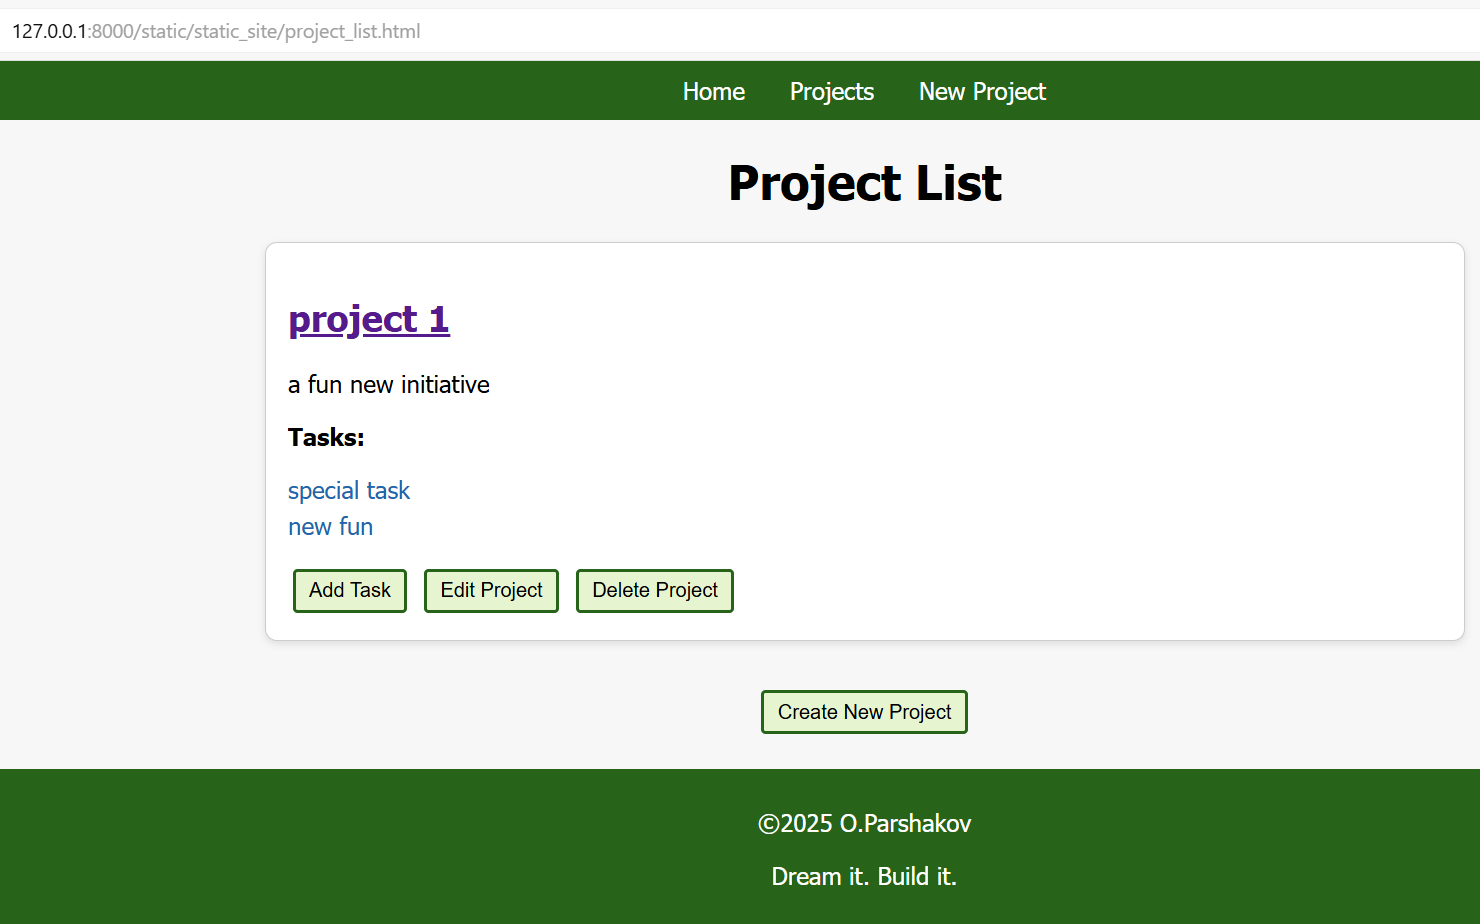 127.0.0.1:8000/static/static_site/project_list.html
Home Projects New Project
Project List
project 1
a fun new initiative
Tasks:
special task
new fun
Add Task Edit Project Delete Project
Create New Project
©2025 O.Parshakov
Dream it. Build it.